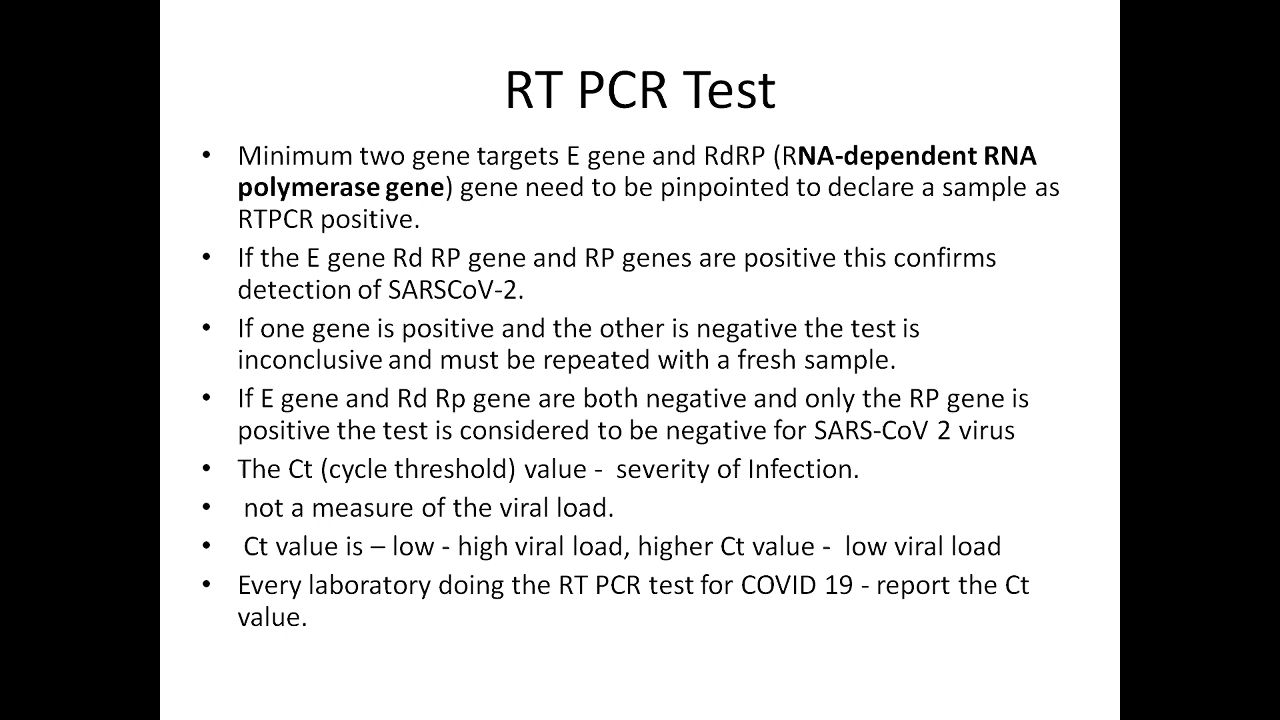 RT PCR Test
• Minimum two gene targets E gene and RdRP (RNA-dependent RNA
polymerase gene) gene need to be pinpointed to declare a sample as
RTPCR positive.
• If the E gene Rd RP gene and RP genes are positive this confirms
detection of SARSCoV-2.
• If one gene is positive and the other is negative the test is
inconclusive and must be repeated with a fresh sample.
• If E gene and Rd Rp gene are both negative and only the RP gene is
positive the test is considered to be negative for SARS-CoV 2 virus
• The Ct (cycle threshold) value - severity of Infection.
• not a measure of the viral load.
• Ct value is – low - high viral load, higher Ct value - low viral load
• Every laboratory doing the RT PCR test for COVID 19 - report the Ct
value.